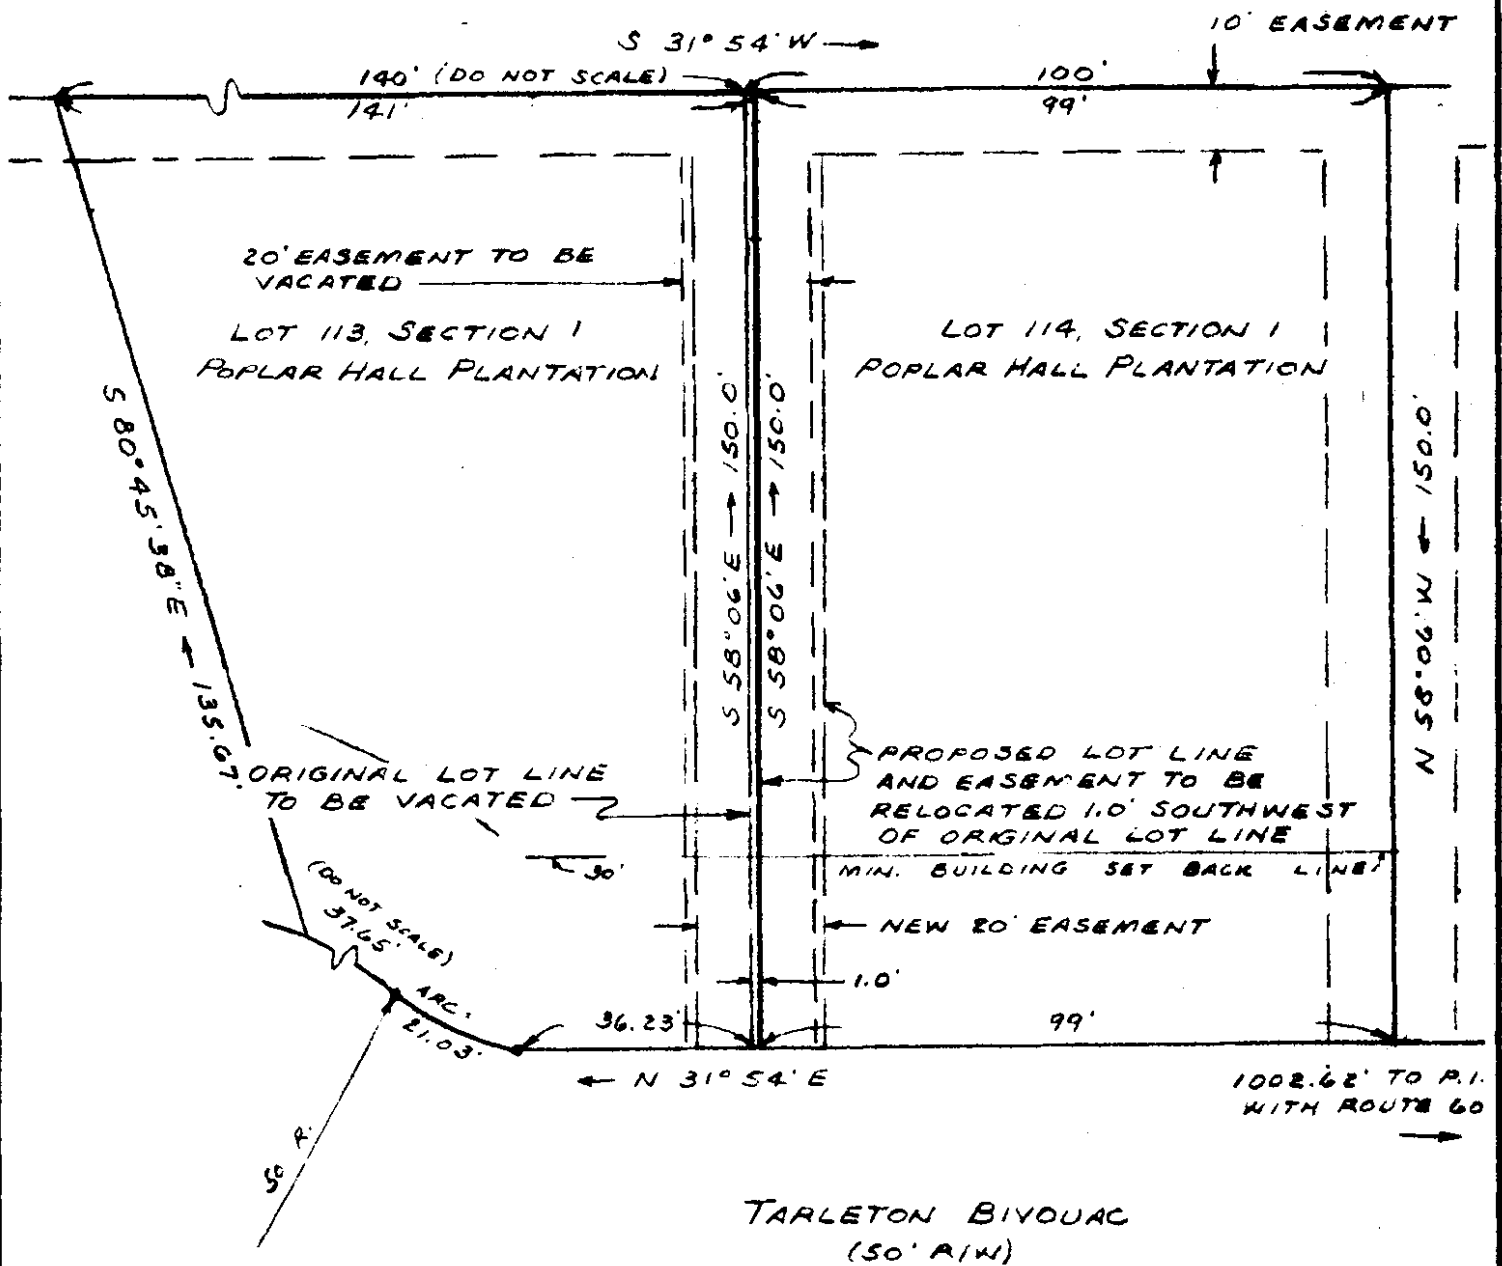 10' EASEMENT
S 31° 54' W
140' (DO NOT SCALE)
100'
141'
99'
20' EASEMENT TO BE
VACATED
LOT 113, SECTION 1
POPLAR HALL PLANTATION
LOT 114, SECTION 1
POPLAR HALL PLANTATION
S 80° 45' 38" E 135.67'
S 58° 06' E 150.0'
S 58° 06' E 150.0'
N 58° 06' W 150.0'
ORIGINAL LOT LINE
TO BE VACATED
PROPOSED LOT LINE
AND EASEMENT TO BE
RELOCATED 1.0' SOUTHWEST
OF ORIGINAL LOT LINE
30'
MIN. BUILDING SET BACK LINE
(DO NOT SCALE)
37.65'
NEW 20' EASEMENT
1.0'
ARC.
21.03'
36.23'
99'
N 31° 54' E
1002.62' TO P.I.
WITH ROUTE 60
50' R.
TARLETON BIVOUAC
(50' R/W)